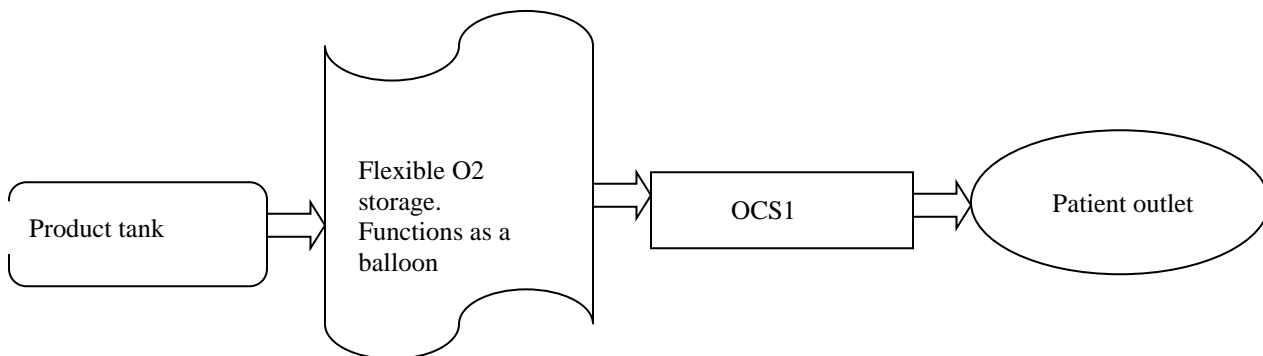 Product tank
Flexible O2
storage.
Functions as a
balloon
OCS1
Patient outlet